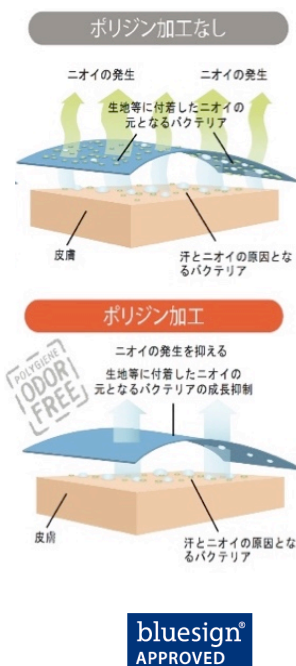 ポリジン加工なし
ニオイの発生
ニオイの発生
生地等に付着したニオイの
元となるバクテリア
皮膚
汗とニオイの原因とな
るバクテリア
ポリジン加工
ニオイの発生を抑える
POLYGIENE
ODOR
FREE
生地等に付着したニオイの
元となるバクテリアの成長抑制
皮膚
汗とニオイの原因とな
るバクテリア
bluesign®
APPROVED